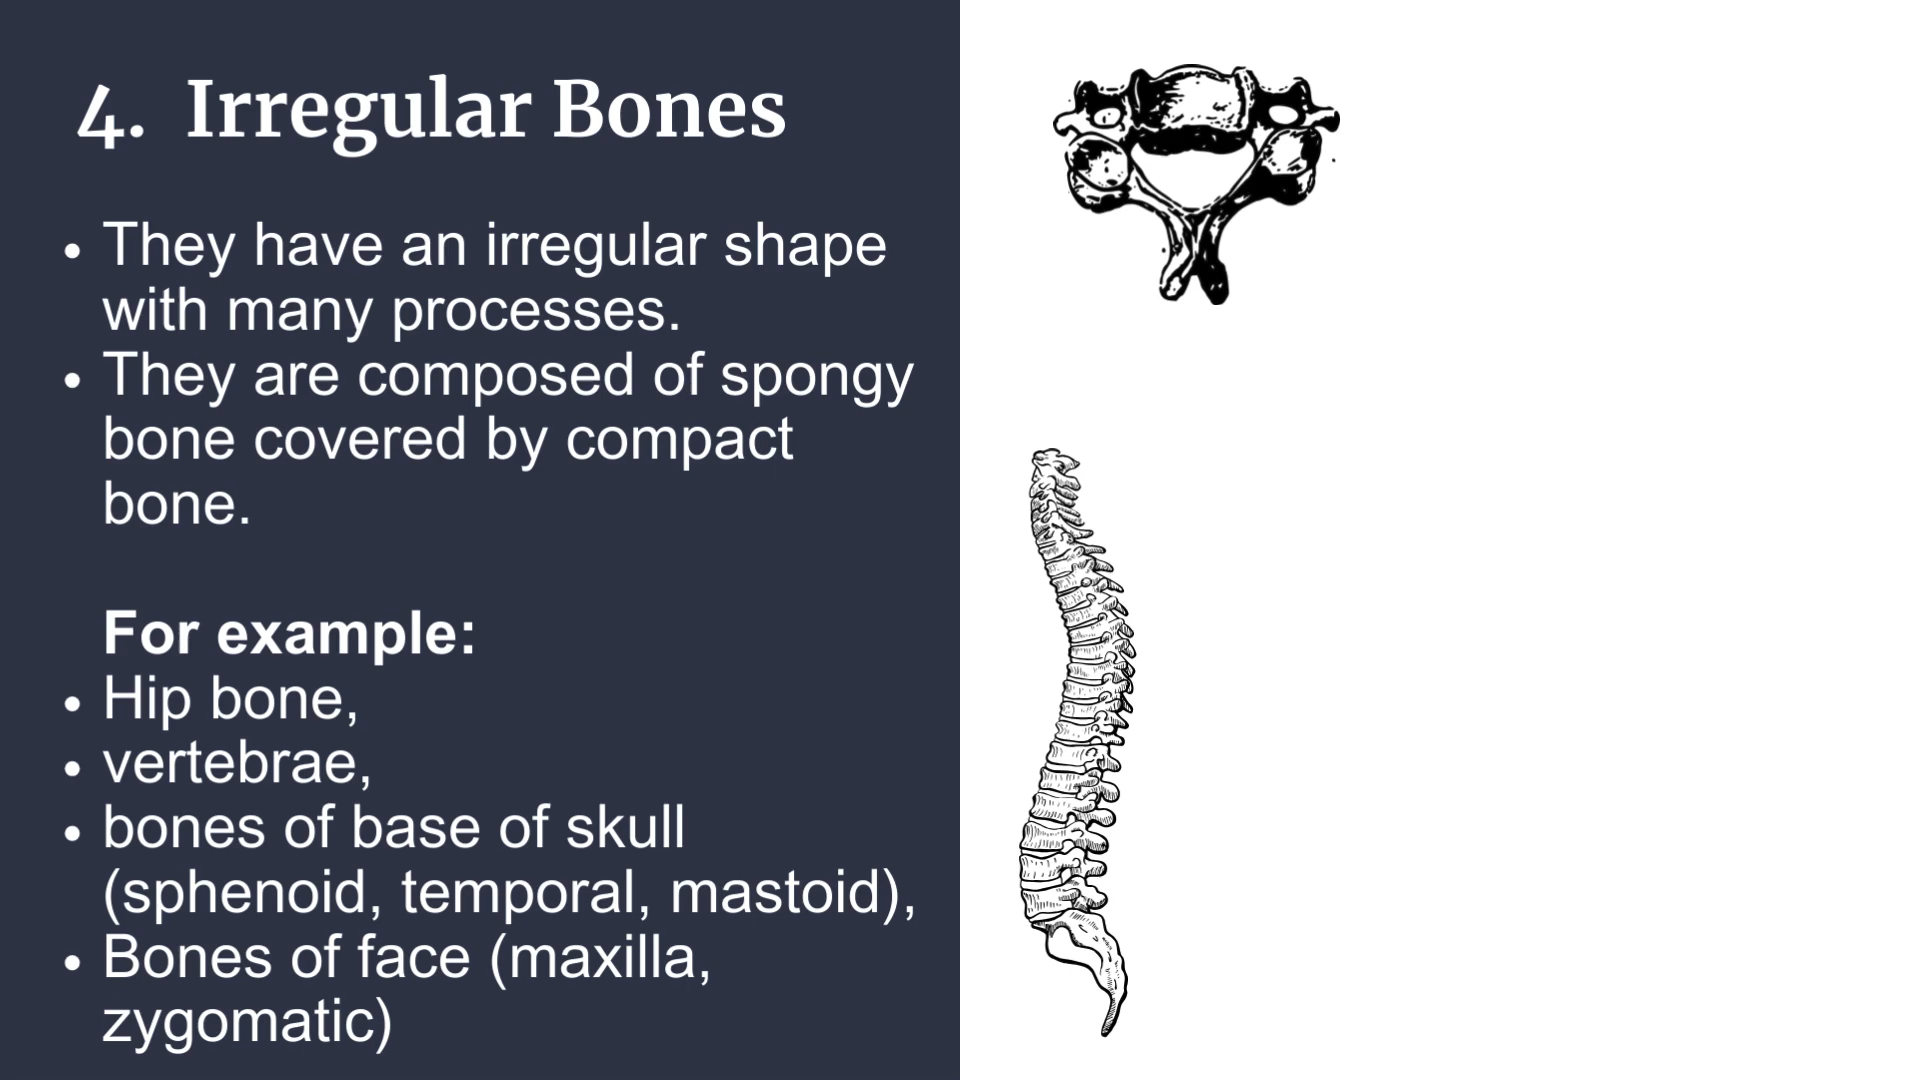 4. Irregular Bones
• They have an irregular shape
with many processes.
• They are composed of spongy
bone covered by compact
bone.
For example:
• Hip bone,
• vertebrae,
• bones of base of skull
(sphenoid, temporal, mastoid),
• Bones of face (maxilla,
zygomatic)